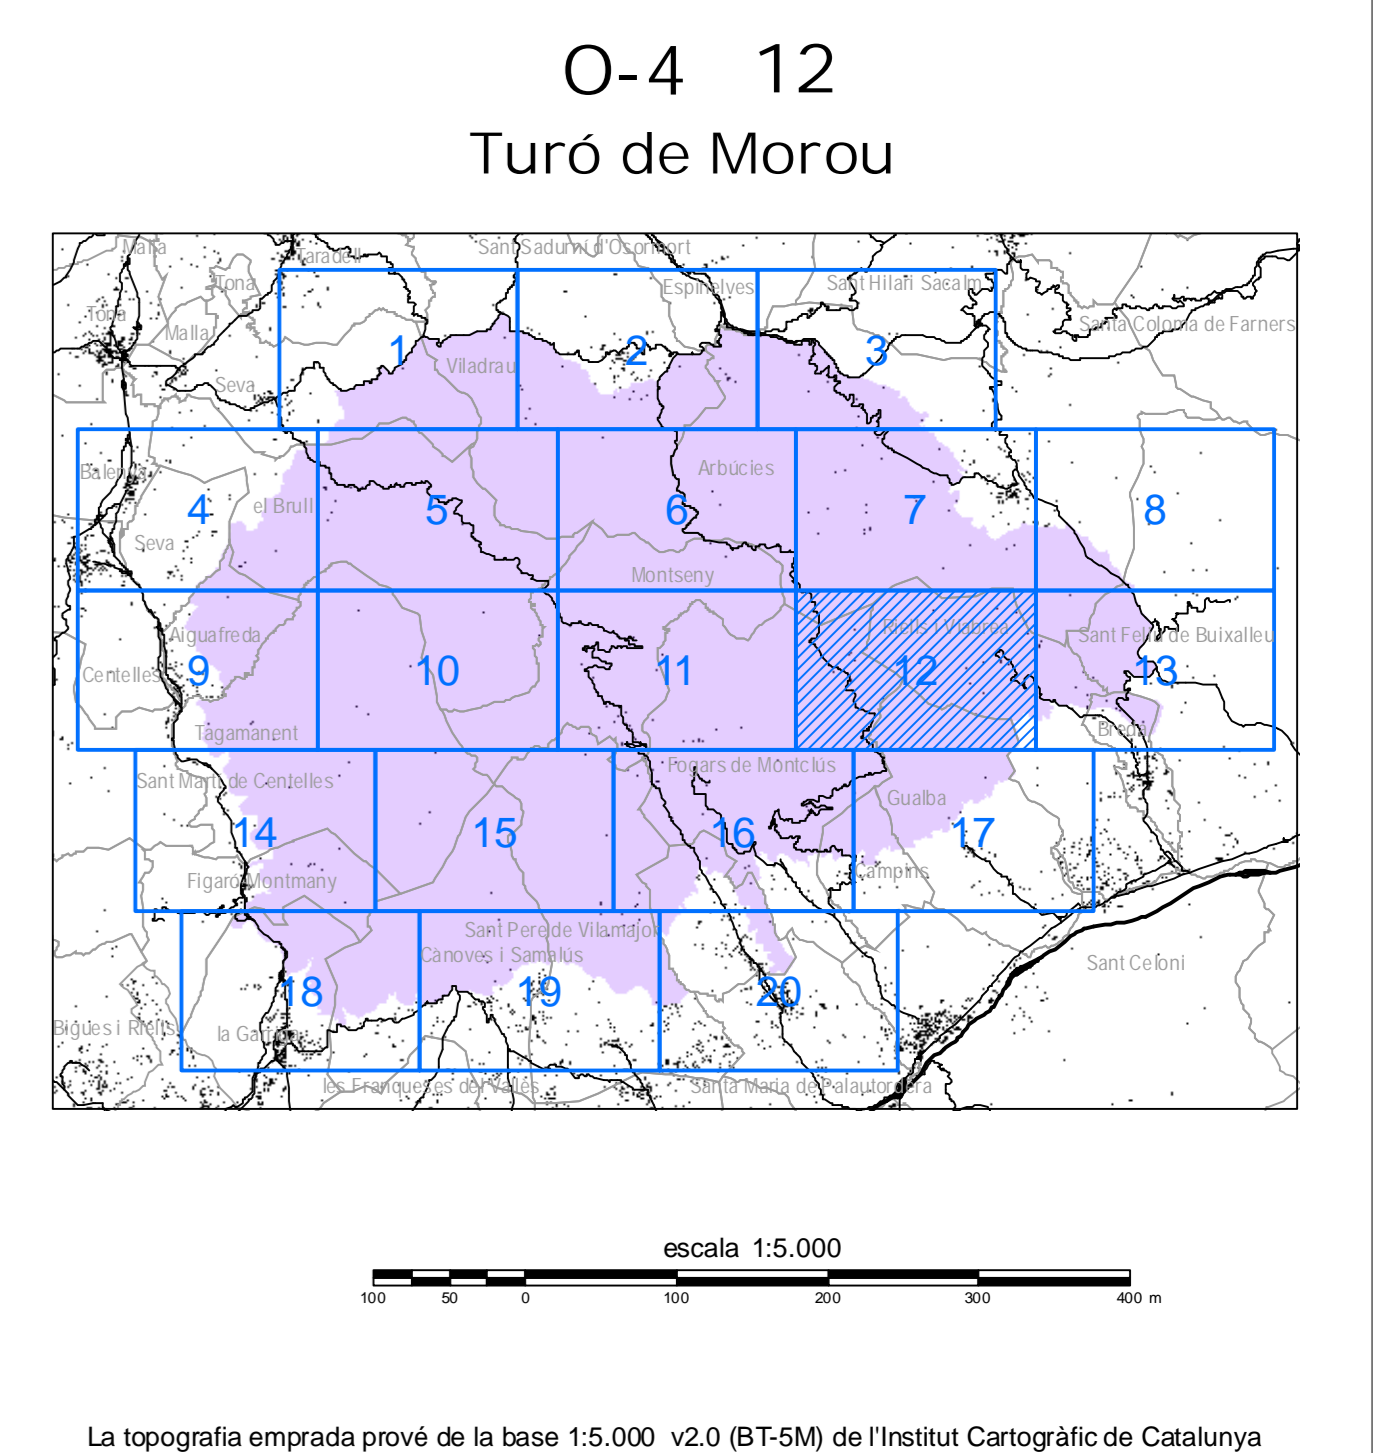 O-4 12
Turó de Morou
Malla
Taradell
Sant Sadurní d'Osormort
Tona
Espinelves
Sant Hilari Sacalm
Tona
Malla
Santa Coloma de Farners
1
2
3
Viladrau
Seva
Balenyà
Arbúcies
el Brull
4
5
6
7
8
Seva
Montseny
Aiguafreda
Riells i Viabrea
Sant Feliu de Buixalleu
Centelles
9
10
11
12
13
Tagamanent
Breda
Sant Martí de Centelles
Fogars de Montclús
Gualba
14
15
16
17
Figaró-Montmany
Campins
Sant Pere de Vilamajor
Cànoves i Samalús
Sant Celoni
18
19
20
Bigues i Riells
la Garriga
les Franqueses del Vallès
Santa Maria de Palautordera
escala 1:5.000
100 50 0 100 200 300 400 m
La topografia emprada prové de la base 1:5.000 v2.0 (BT-5M) de l'Institut Cartogràfic de Catalunya